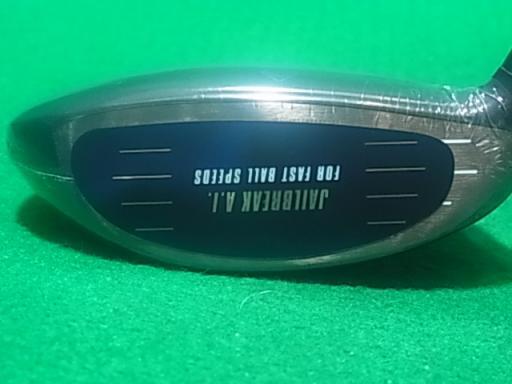 JAILBREAK A.I.
FOR FAST BALL SPEEDS